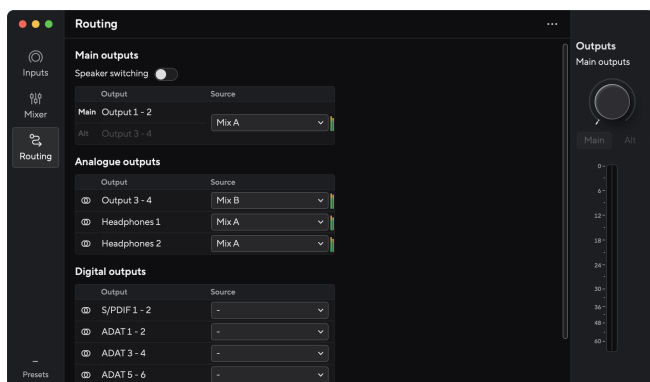 Routing
...
Inputs
Mixer
Routing
Presets
Main outputs
Speaker switching
Output Source
Main Output 1 - 2
Mix A
Alt Output 3 - 4
Analogue outputs
Output Source
Output 3 - 4 Mix B
Headphones 1 Mix A
Headphones 2 Mix A
Digital outputs
Output Source
S/PDIF 1 - 2 -
ADAT 1 - 2 -
ADAT 3 - 4 -
ADAT 5 - 6 -
Outputs
Main outputs
Main Alt
0
6
12
18
24
30
36
48
60